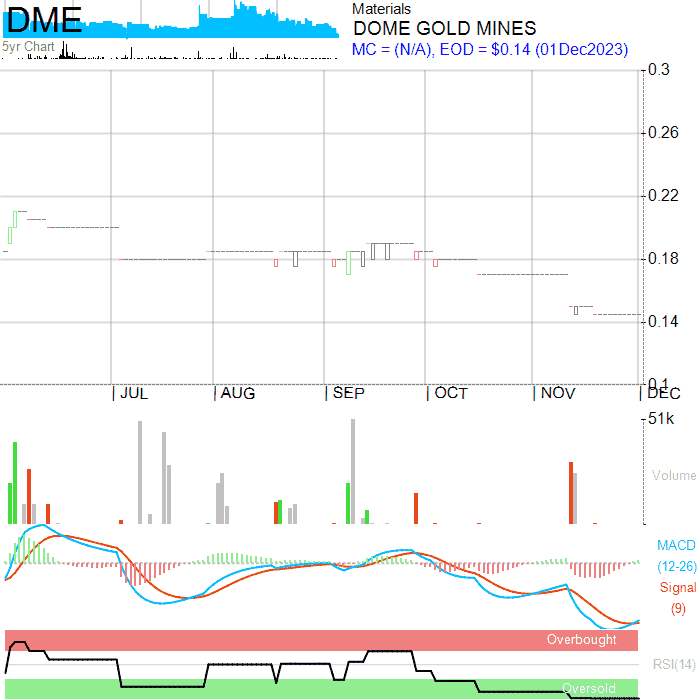 DME
Materials
DOME GOLD MINES
5yr Chart
MC = (N/A), EOD = $0.14 (01Dec2023)
0.3
0.26
0.22
0.18
0.14
0.1
JUL AUG SEP OCT NOV DEC
51k
Volume
MACD
(12-26)
Signal
(9)
Overbought
RSI(14)
Oversold